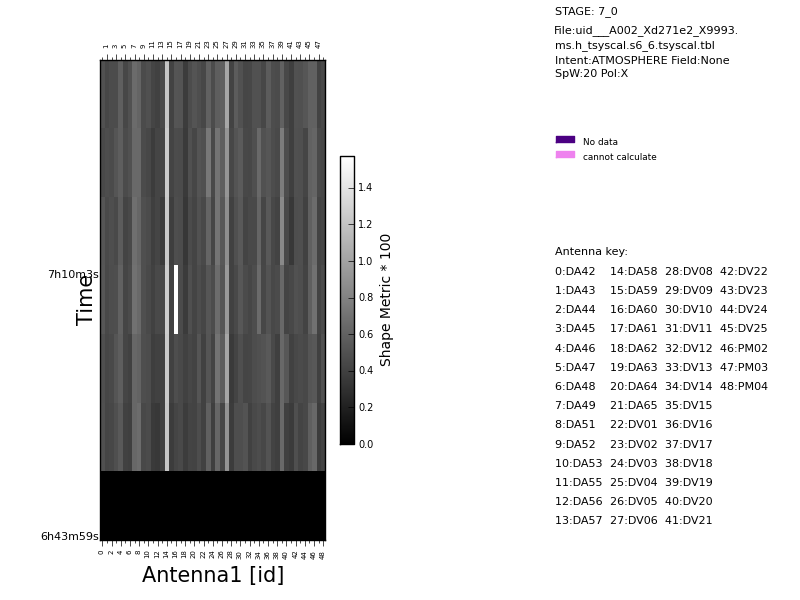 STAGE: 7_0
File:uid___A002_Xd271e2_X9993.
ms.h_tsyscal.s6_6.tsyscal.tbl
Intent:ATMOSPHERE Field:None
SpW:20 Pol:X
1 3 5 7 9 11 13 15 17 19 21 23 25 27 29 31 33 35 37 39 41 43 45 47
No data
cannot calculate
1.4
1.2
1.0
0.8
0.6
0.4
0.2
0.0
Shape Metric * 100
7h10m3s
Time
6h43m59s
0 2 4 6 8 10 12 14 16 18 20 22 24 26 28 30 32 34 36 38 40 42 44 46 48
Antenna1 [id]
Antenna key:
0:DA42 14:DA58 28:DV08 42:DV22
1:DA43 15:DA59 29:DV09 43:DV23
2:DA44 16:DA60 30:DV10 44:DV24
3:DA45 17:DA61 31:DV11 45:DV25
4:DA46 18:DA62 32:DV12 46:PM02
5:DA47 19:DA63 33:DV13 47:PM03
6:DA48 20:DA64 34:DV14 48:PM04
7:DA49 21:DA65 35:DV15
8:DA51 22:DV01 36:DV16
9:DA52 23:DV02 37:DV17
10:DA53 24:DV03 38:DV18
11:DA55 25:DV04 39:DV19
12:DA56 26:DV05 40:DV20
13:DA57 27:DV06 41:DV21